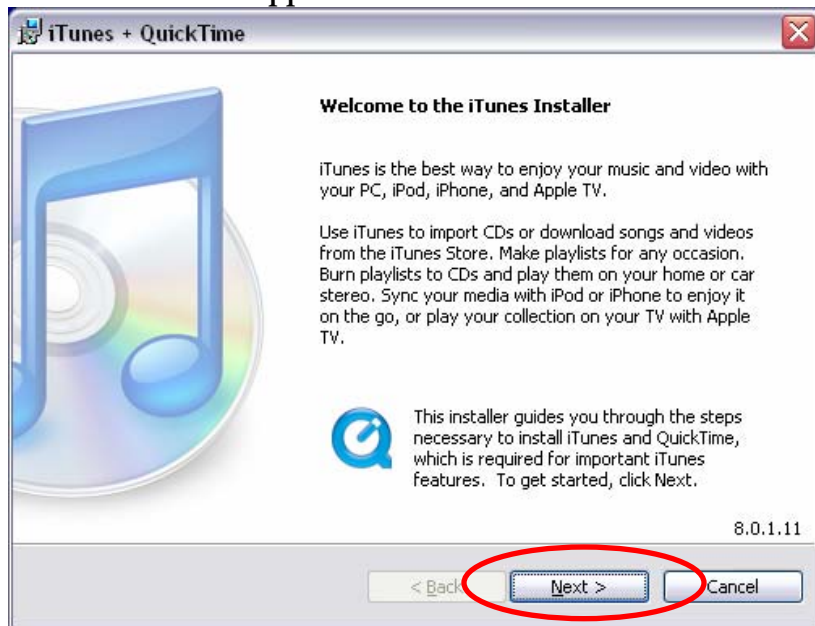 iTunes + QuickTime
Welcome to the iTunes Installer
iTunes is the best way to enjoy your music and video with
your PC, iPod, iPhone, and Apple TV.
Use iTunes to import CDs or download songs and videos
from the iTunes Store. Make playlists for any occasion.
Burn playlists to CDs and play them on your home or car
stereo. Sync your media with iPod or iPhone to enjoy it
on the go, or play your collection on your TV with Apple
TV.
This installer guides you through the steps
necessary to install iTunes and QuickTime,
which is required for important iTunes
features. To get started, click Next.
8.0.1.11
< Back Next > Cancel